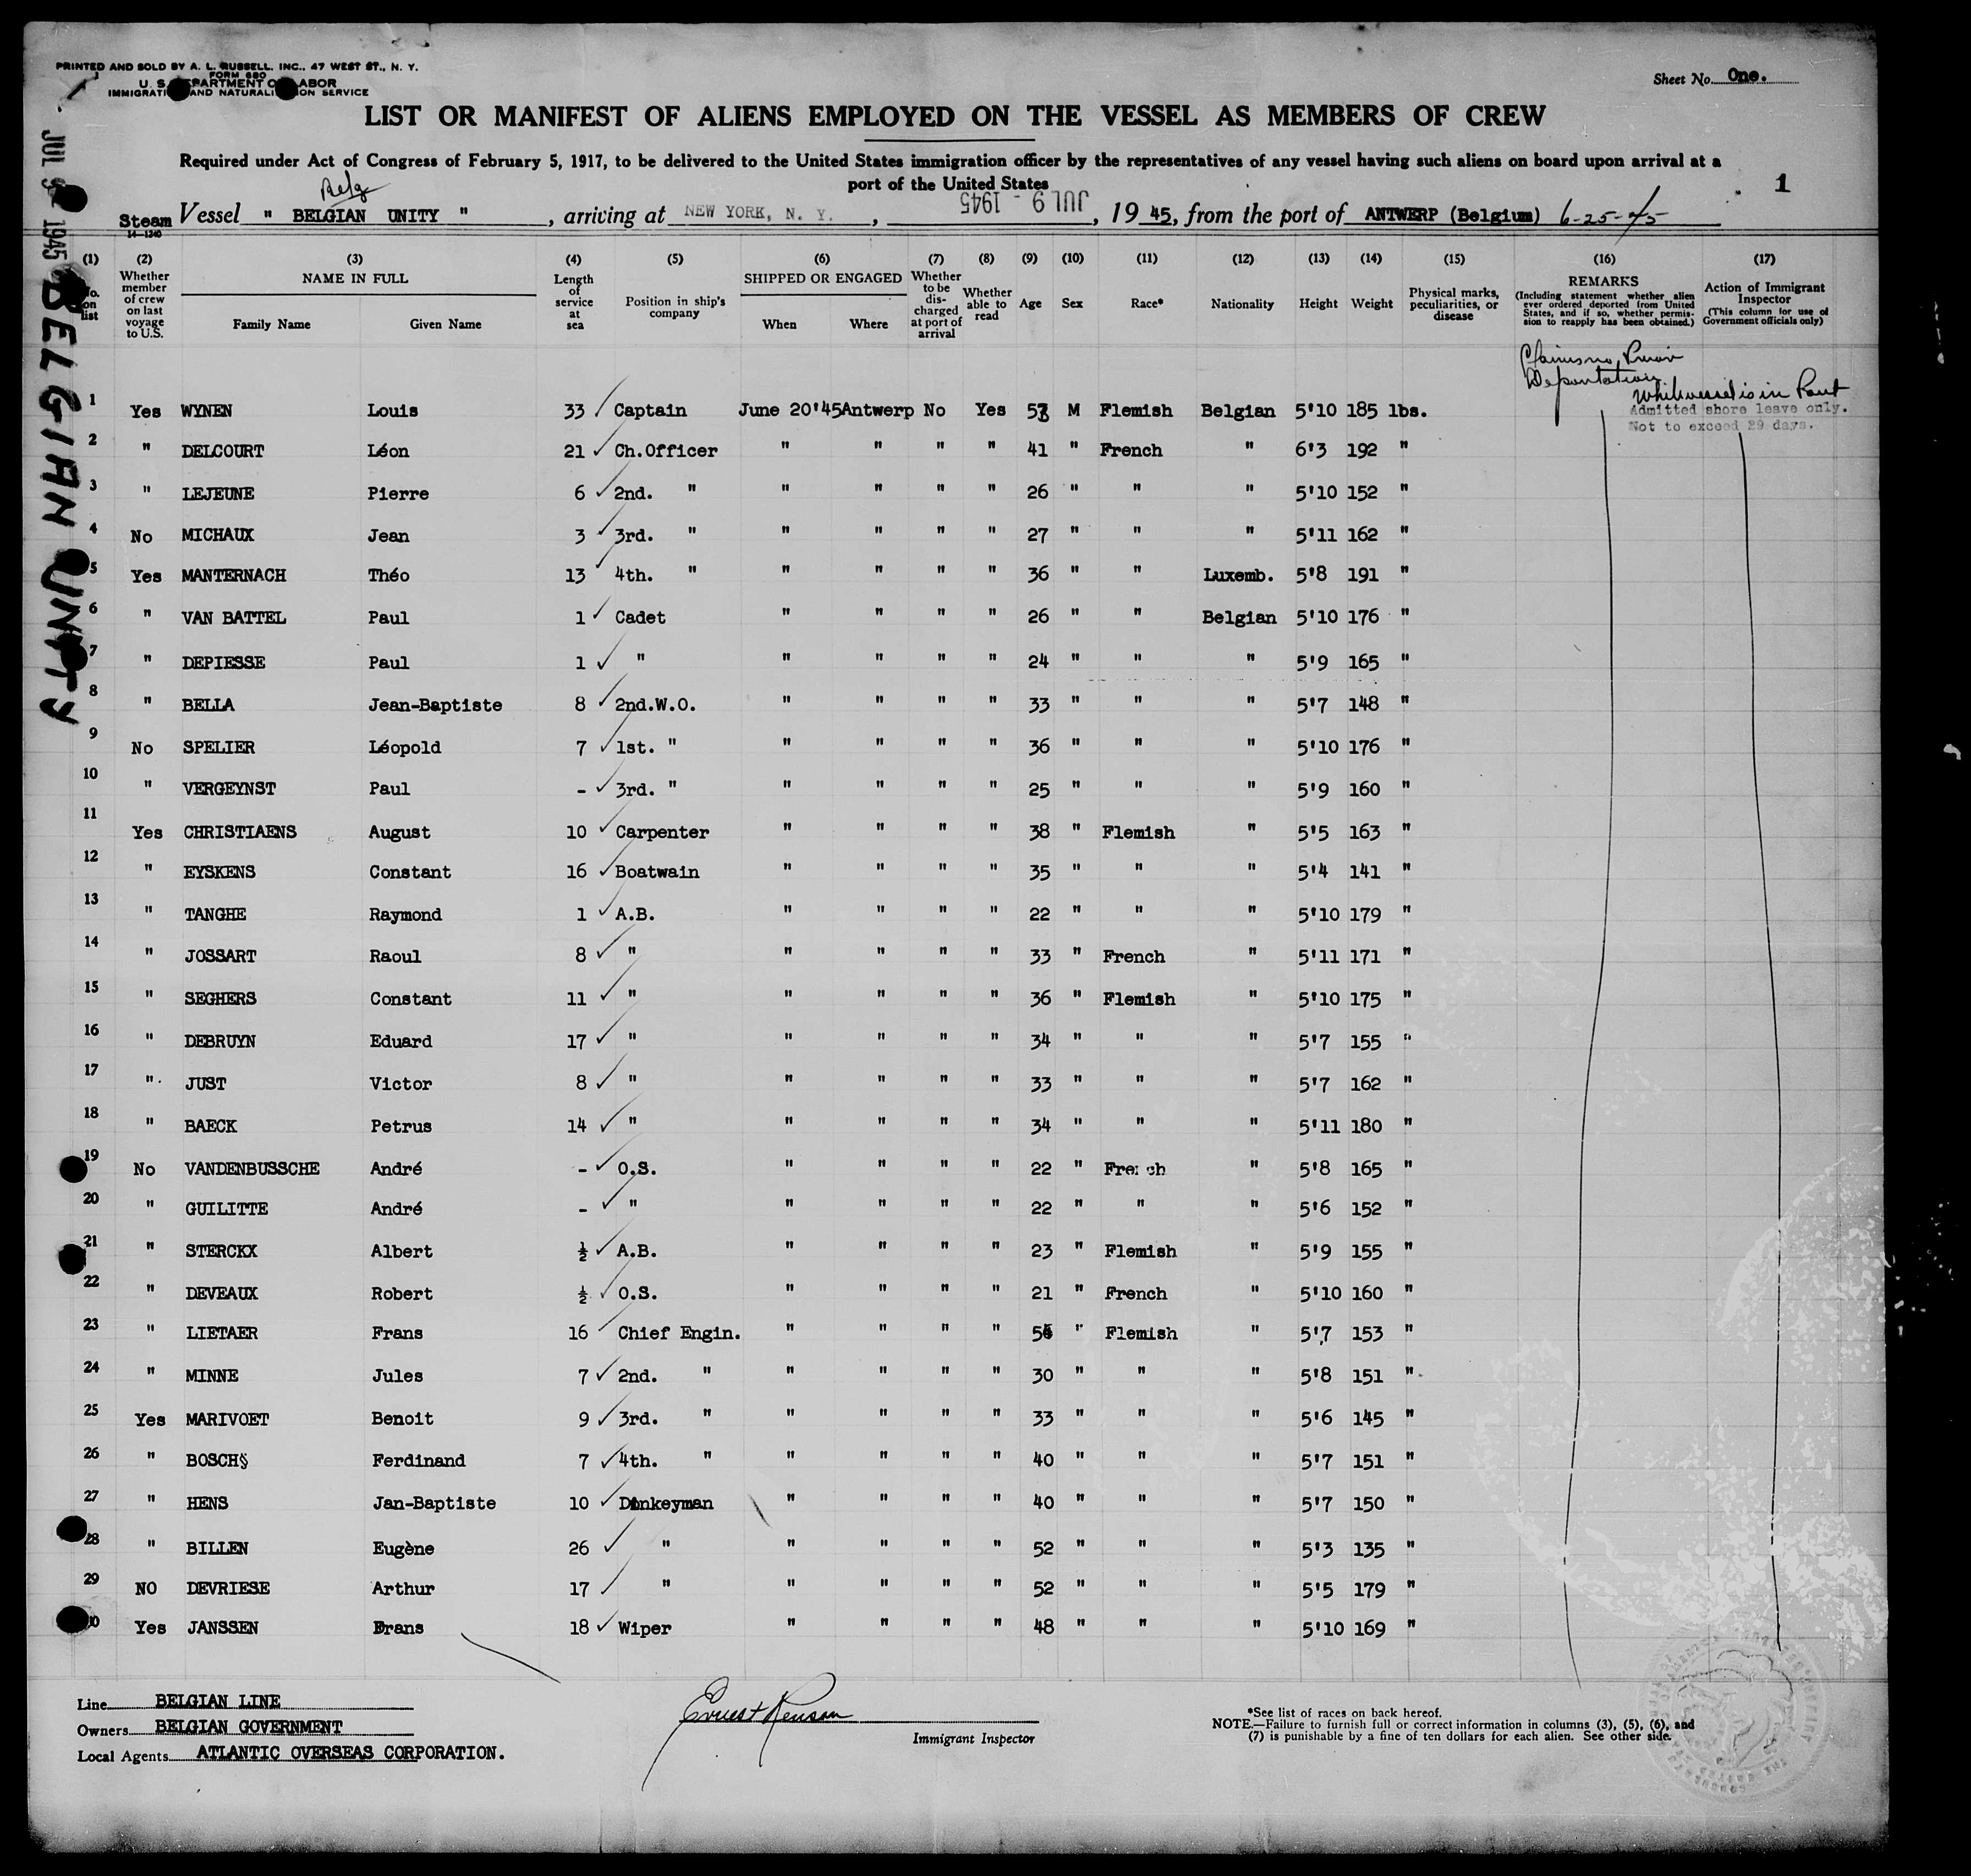 PRINTED AND SOLD BY A. L. RUSSELL, INC., 47 WEST ST., N. Y.
FORM 680
U. S. DEPARTMENT OF LABOR
IMMIGRATION AND NATURALIZATION SERVICE
Sheet No. One.
LIST OR MANIFEST OF ALIENS EMPLOYED ON THE VESSEL AS MEMBERS OF CREW
Required under Act of Congress of February 5, 1917, to be delivered to the United States immigration officer by the representatives of any vessel having such aliens on board upon arrival at a
port of the United States
Belg
1
Steam Vessel " BELGIAN UNITY ", arriving at NEW YORK, N. Y., JUL 9 - 1945, 19 45, from the port of ANTWERP (Belgium) 6-25-45
14-1240
JUL 9 1945 BELGIAN UNITY
(1) No. on list
(2) Whether member of crew on last voyage to U.S.
(3) NAME IN FULL Family Name Given Name
(4) Length of service at sea
(5) Position in ship's company
(6) SHIPPED OR ENGAGED When Where
(7) Whether to be discharged at port of arrival
(8) Whether able to read
(9) Age
(10) Sex
(11) Race*
(12) Nationality
(13) Height
(14) Weight
(15) Physical marks, peculiarities, or disease
(16) REMARKS (Including statement whether alien ever ordered deported from United States, and if so, whether permission to reapply has been obtained.)
(17) Action of Immigrant Inspector (This column for use of Government officials only)
Claims no Prior
Deportation
While vessel is in Port
Admitted shore leave only.
Not to exceed 29 days.
1 Yes WYNEN Louis 33 Captain June 20'45 Antwerp No Yes M Flemish Belgian 5'10 185 lbs.
2 " DELCOURT Léon 21 Ch.Officer " " " " 41 " French " 6'3 192 "
3 " LEJEUNE Pierre 6 2nd. " " " " " 26 " " " 5'10 152 "
4 No MICHAUX Jean 3 3rd. " " " " " 27 " " " 5'11 162 "
5 Yes MANTERNACH Théo 13 4th. " " " " " 36 " " Luxemb. 5'8 191 "
6 " VAN BATTEL Paul 1 Cadet " " " " 26 " " Belgian 5'10 176 "
7 " DEPIESSE Paul 1 " " " " " 24 " " " 5'9 165 "
8 " BELLA Jean-Baptiste 8 2nd.W.O. " " " " 33 " " " 5'7 148 "
9 No SPELIER Léopold 7 1st. " " " " " 36 " " " 5'10 176 "
10 " VERGEYNST Paul - 3rd. " " " " " 25 " " " 5'9 160 "
11 Yes CHRISTIAENS August 10 Carpenter " " " " 38 " Flemish " 5'5 163 "
12 " EYSKENS Constant 16 Boatwain " " " " 35 " " " 5'4 141 "
13 " TANGHE Raymond 1 A.B. " " " " 22 " " " 5'10 179 "
14 " JOSSART Raoul 8 " " " " " 33 " French " 5'11 171 "
15 " SEGHERS Constant 11 " " " " " 36 " Flemish " 5'10 175 "
16 " DEBRUYN Eduard 17 " " " " " 34 " " " 5'7 155 "
17 " JUST Victor 8 " " " " " 33 " " " 5'7 162 "
18 " BAECK Petrus 14 " " " " " 34 " " " 5'11 180 "
19 No VANDENBUSSCHE André - O.S. " " " " 22 " French " 5'8 165 "
20 " GUILITTE André - " " " " " 22 " " " 5'6 152 "
21 " STERCKX Albert ½ A.B. " " " " 23 " Flemish " 5'9 155 "
22 " DEVEAUX Robert ½ O.S. " " " " 21 " French " 5'10 160 "
23 " LIETAER Frans 16 Chief Engin. " " " " " Flemish " 5'7 153 "
24 " MINNE Jules 7 2nd. " " " " " 30 " " " 5'8 151 "
25 Yes MARIVOET Benoit 9 3rd. " " " " " 33 " " " 5'6 145 "
26 " BOSCHS Ferdinand 7 4th. " " " " " 40 " " " 5'7 151 "
27 " HENS Jan-Baptiste 10 Donkeyman " " " " 40 " " " 5'7 150 "
28 " BILLEN Eugène 26 " " " " " 52 " " " 5'3 135 "
29 NO DEVRIESE Arthur 17 " " " " " 52 " " " 5'5 179 "
30 Yes JANSSEN Frans 18 Wiper " " " " 48 " " " 5'10 169 "
Line BELGIAN LINE
Owners BELGIAN GOVERNMENT
Local Agents ATLANTIC OVERSEAS CORPORATION.
Ernest Renson
Immigrant Inspector
*See list of races on back hereof.
NOTE.—Failure to furnish full or correct information in columns (3), (5), (6), and
(7) is punishable by a fine of ten dollars for each alien. See other side.